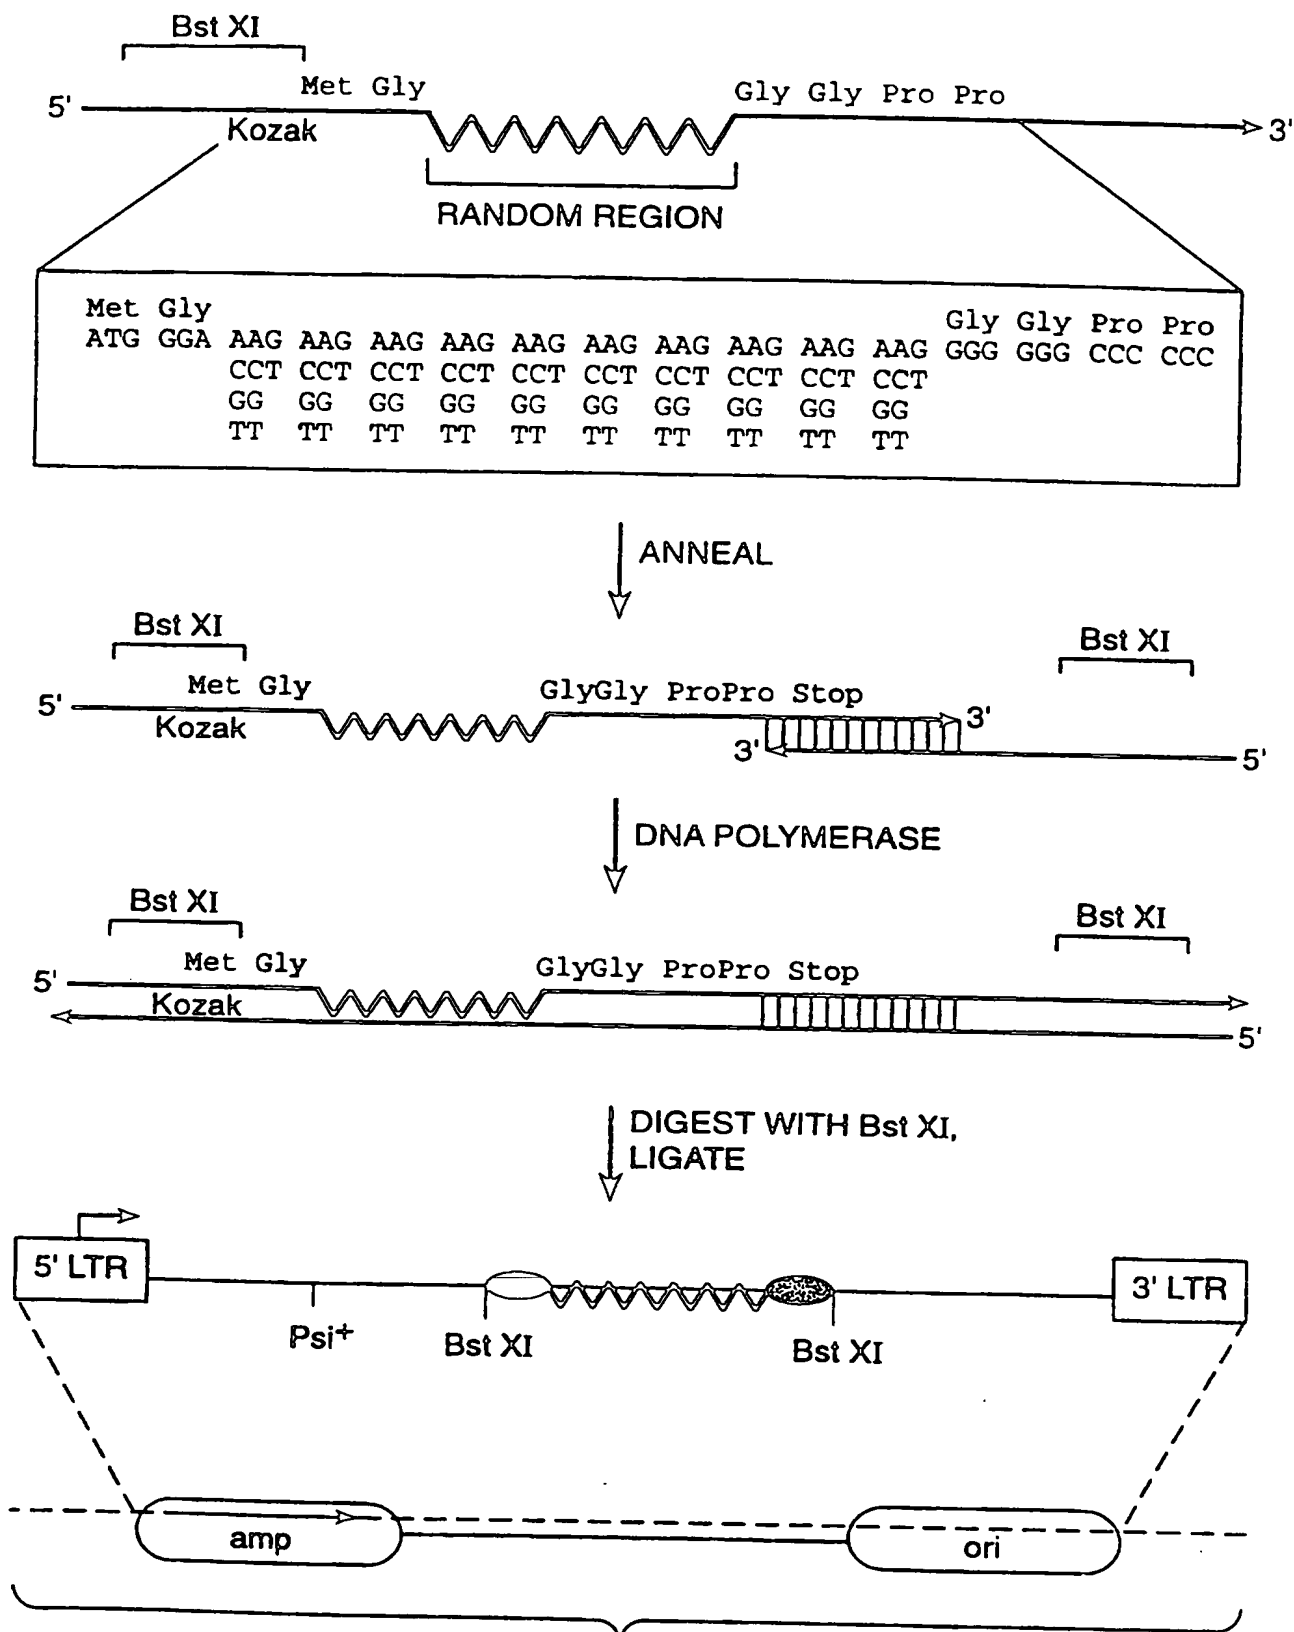 Bst XI
Met Gly
Gly Gly Pro Pro
5'
3'
Kozak
RANDOM REGION
Met Gly
Gly Gly Pro Pro
ATG GGA AAG AAG AAG AAG AAG AAG AAG AAG AAG AAG GGG GGG CCC CCC
CCT CCT CCT CCT CCT CCT CCT CCT CCT CCT
GG GG GG GG GG GG GG GG GG GG
TT TT TT TT TT TT TT TT TT TT
ANNEAL
Bst XI
Bst XI
Met Gly
GlyGly ProPro Stop
5'
3'
Kozak
3'
5'
DNA POLYMERASE
Bst XI
Bst XI
Met Gly
GlyGly ProPro Stop
5'
Kozak
5'
DIGEST WITH Bst XI,
LIGATE
5' LTR
3' LTR
Psi+
Bst XI
Bst XI
amp
ori